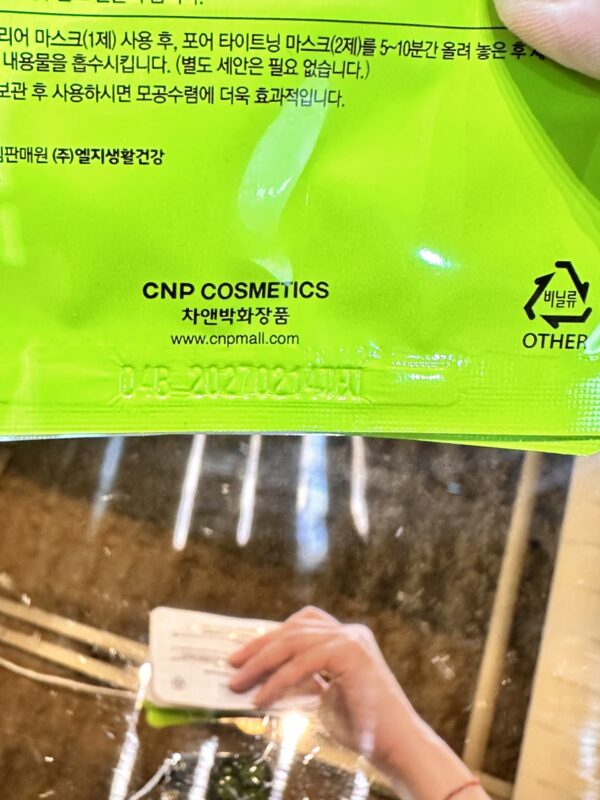 리어 마스크(1제) 사용 후, 포어 타이트닝 마스크(2제)를 5~10분간 올려 놓은 후
내용물을 흡수시킵니다. (별도 세안은 필요 없습니다.)
보관 후 사용하시면 모공수렴에 더욱 효과적입니다.
판매원 (주)엘지생활건강
CNP COSMETICS
차앤박화장품
www.cnpmall.com
비닐류
OTHER
04B 20270214